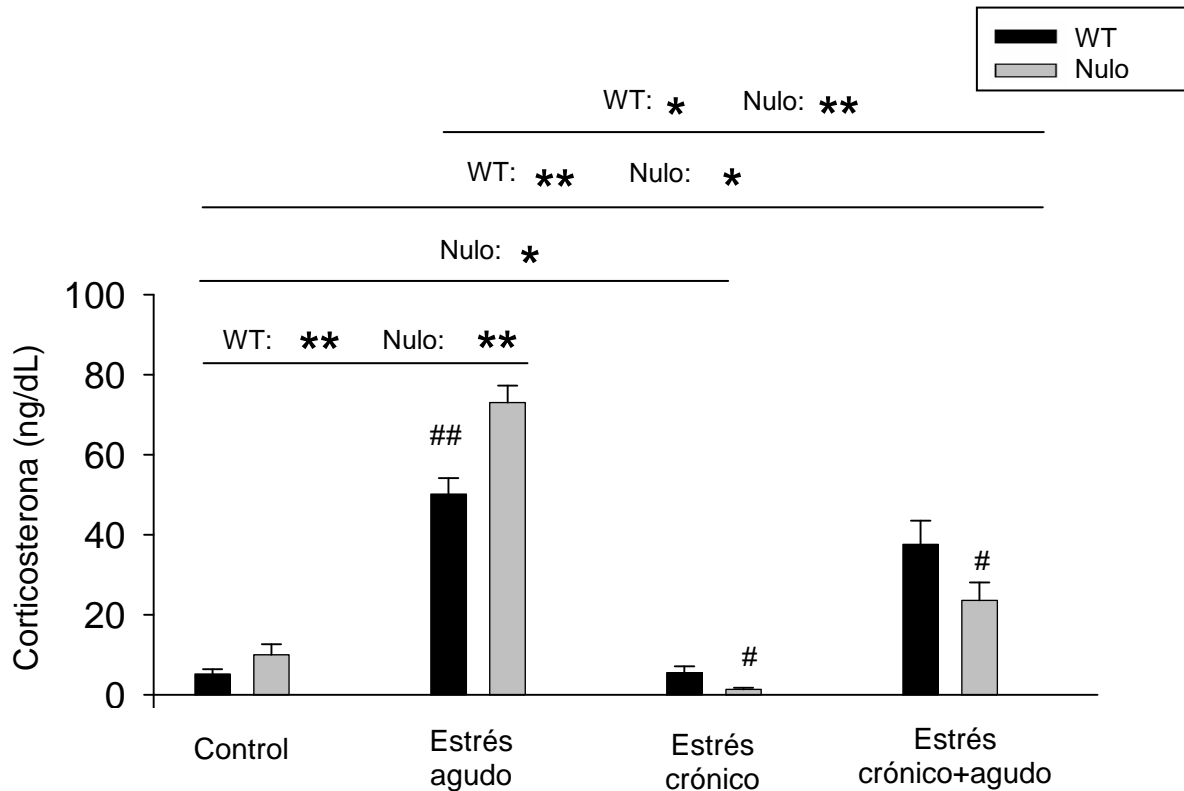 WT
Nulo
WT: * Nulo: **
WT: ** Nulo: *
Nulo: *
WT: ** Nulo: **
Corticosterona (ng/dL)
100
80
60
40
20
0
##
#
#
Control
Estrés
agudo
Estrés
crónico
Estrés
crónico+agudo